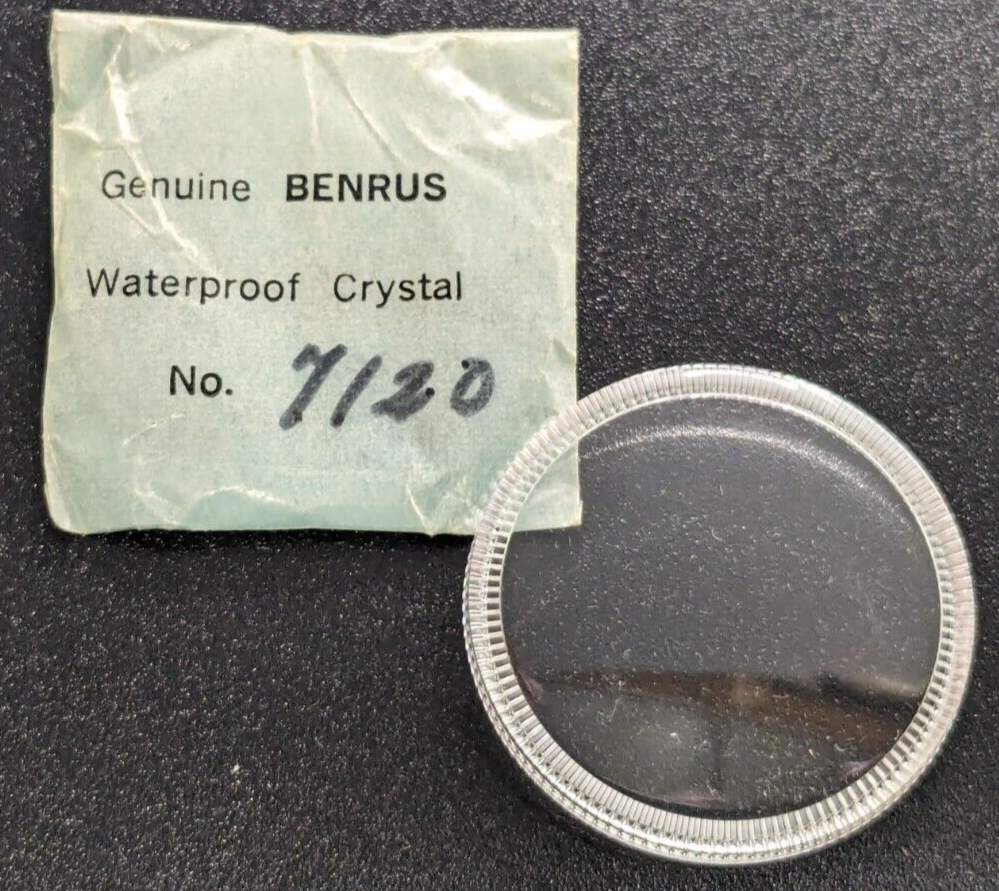 Genuine BENRUS
Waterproof Crystal
No. 7120